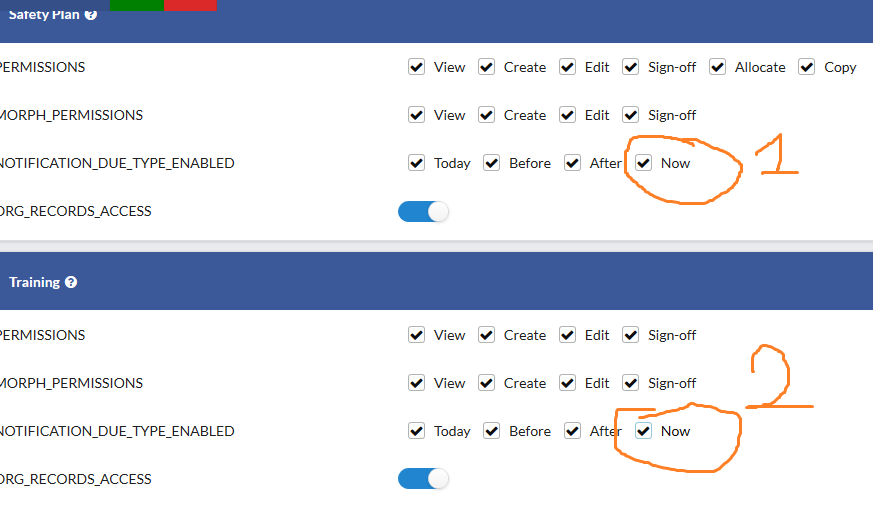 Safety Plan ?
PERMISSIONS View Create Edit Sign-off Allocate Copy
MORPH_PERMISSIONS View Create Edit Sign-off
NOTIFICATION_DUE_TYPE_ENABLED Today Before After Now 1
ORG_RECORDS_ACCESS
Training ?
PERMISSIONS View Create Edit Sign-off
MORPH_PERMISSIONS View Create Edit Sign-off 2
NOTIFICATION_DUE_TYPE_ENABLED Today Before After Now
ORG_RECORDS_ACCESS